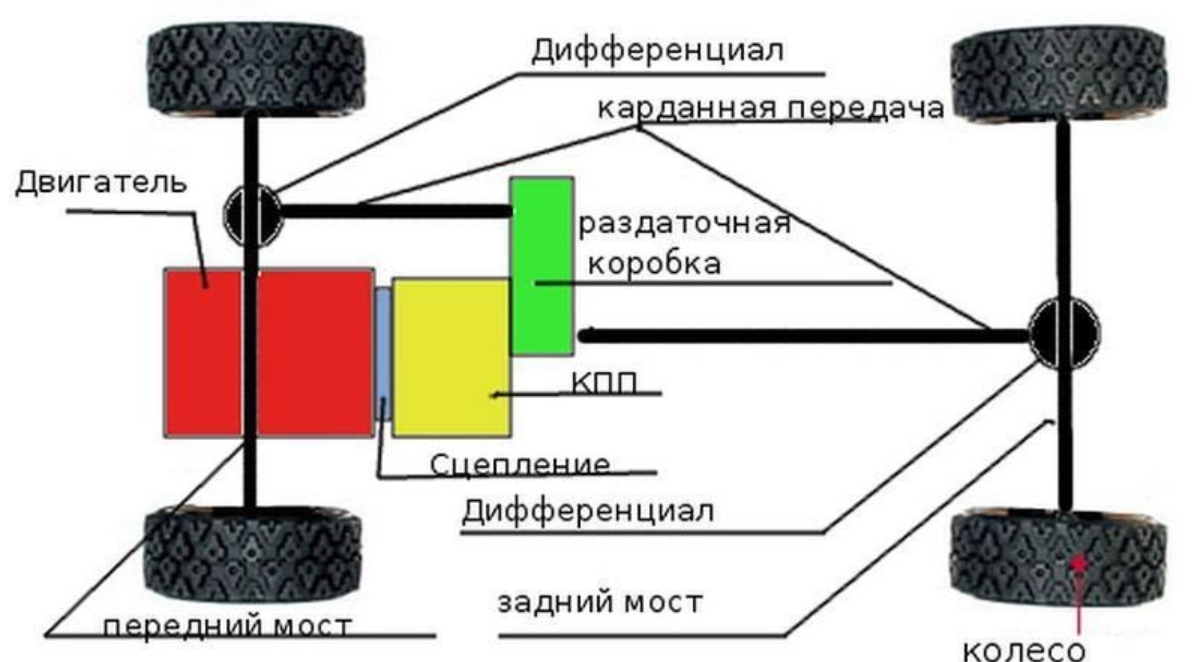 Дифференциал
карданная передача
Двигатель
раздаточная
коробка
КПП
Сцепление
Дифференциал
задний мост
передний мост
колесо